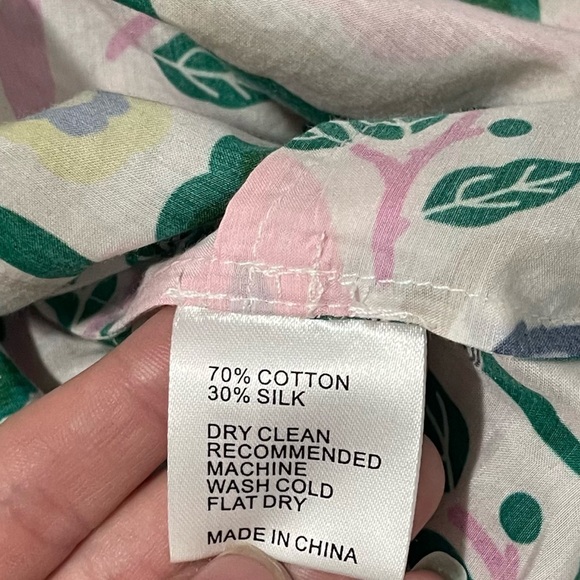 70% COTTON
30% SILK
DRY CLEAN
RECOMMENDED
MACHINE
WASH COLD
FLAT DRY
MADE IN CHINA